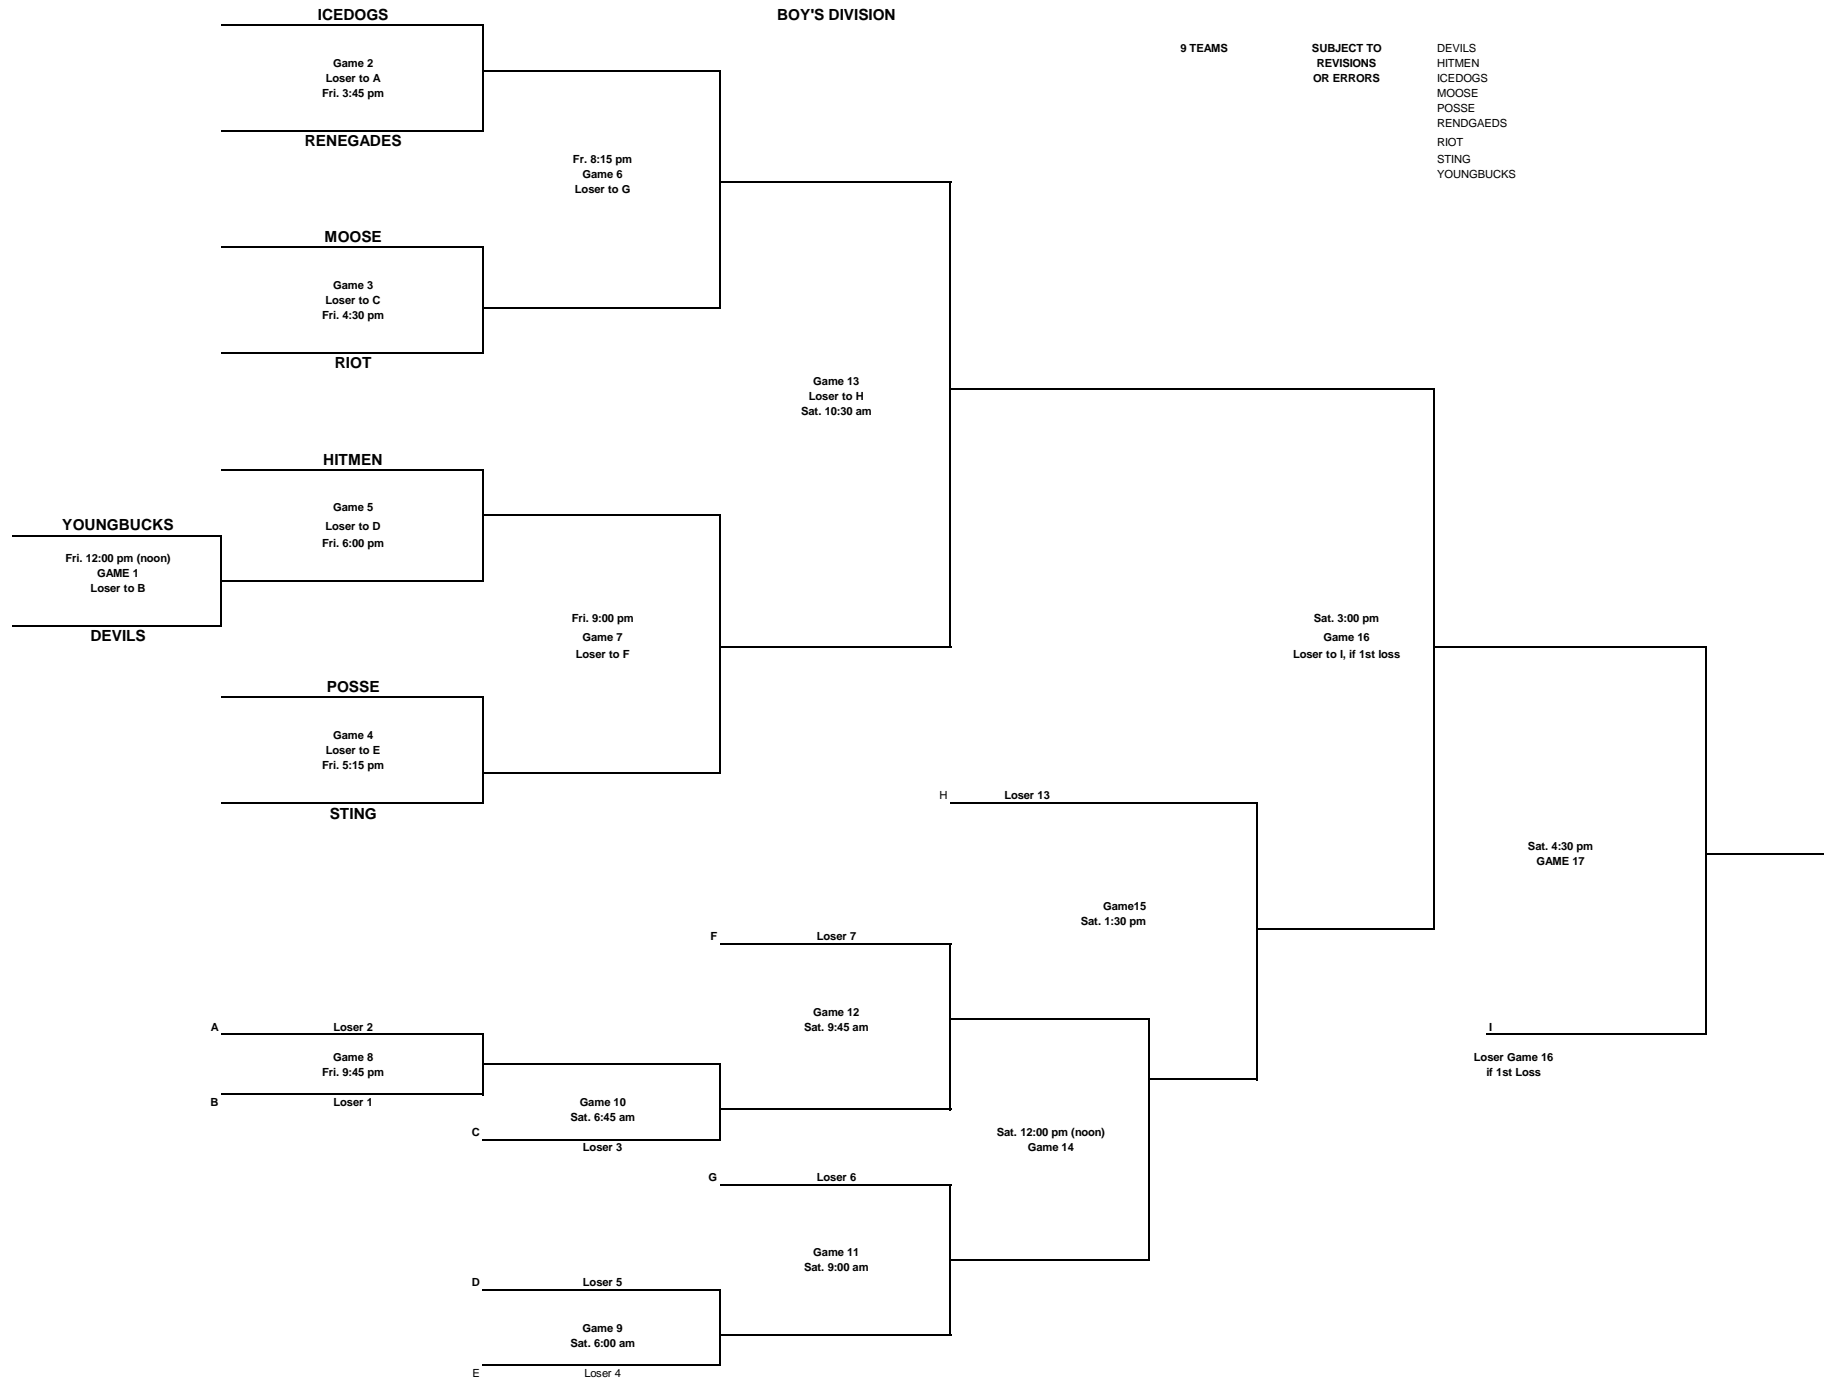 ICEDOGS
BOY'S DIVISION
9 TEAMS
SUBJECT TO
REVISIONS
OR ERRORS
DEVILS
HITMEN
ICEDOGS
MOOSE
POSSE
RENDGAEDS
RIOT
STING
YOUNGBUCKS
Game 2
Loser to A
Fri. 3:45 pm
RENEGADES
Fr. 8:15 pm
Game 6
Loser to G
MOOSE
Game 3
Loser to C
Fri. 4:30 pm
RIOT
Game 13
Loser to H
Sat. 10:30 am
HITMEN
Game 5
Loser to D
Fri. 6:00 pm
YOUNGBUCKS
Fri. 12:00 pm (noon)
GAME 1
Loser to B
DEVILS
Fri. 9:00 pm
Game 7
Loser to F
Sat. 3:00 pm
Game 16
Loser to I, if 1st loss
POSSE
Game 4
Loser to E
Fri. 5:15 pm
STING
H Loser 13
Sat. 4:30 pm
GAME 17
Game15
Sat. 1:30 pm
F Loser 7
Game 12
Sat. 9:45 am
A Loser 2
Game 8
Fri. 9:45 pm
B Loser 1
I
Loser Game 16
if 1st Loss
Game 10
Sat. 6:45 am
C
Loser 3
Sat. 12:00 pm (noon)
Game 14
G Loser 6
Game 11
Sat. 9:00 am
D Loser 5
Game 9
Sat. 6:00 am
E Loser 4